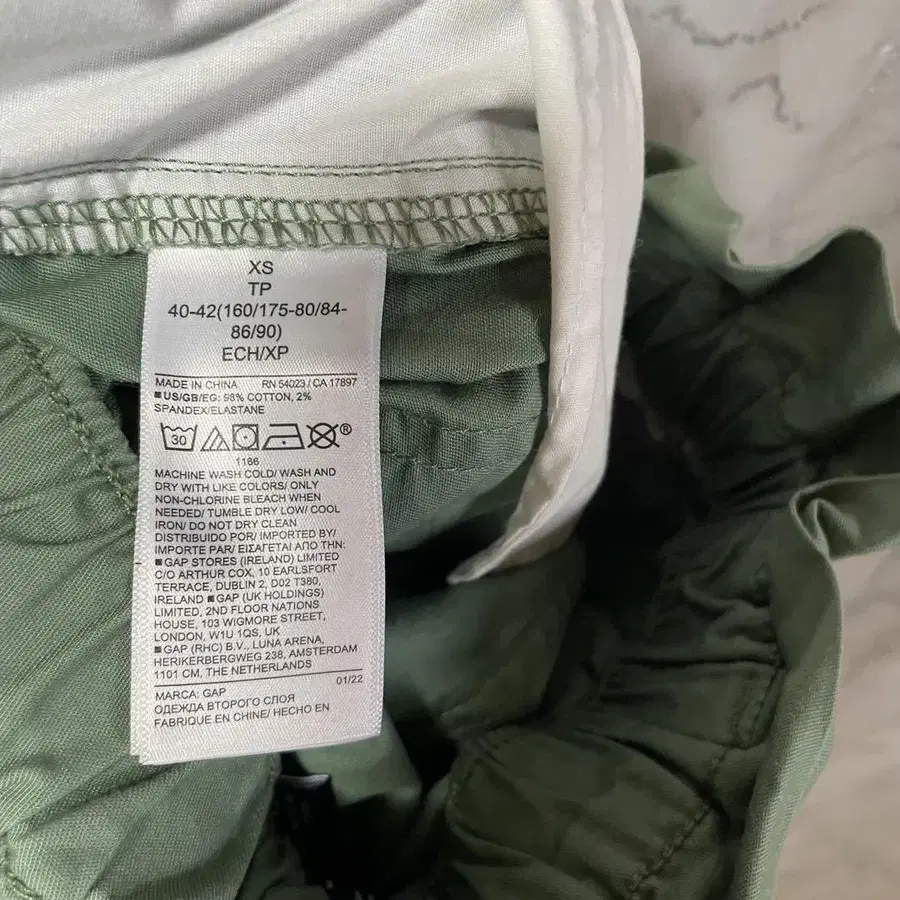 XS
TP
40-42(160/175-80/84-
86/90)
ECH/XP
MADE IN CHINA RN 54023 / CA 17897
■US/GB/EG: 98% COTTON, 2%
SPANDEX/ELASTANE
30 ®
1186
MACHINE WASH COLD/ WASH AND
DRY WITH LIKE COLORS/ ONLY
NON-CHLORINE BLEACH WHEN
NEEDED/ TUMBLE DRY LOW/ COOL
IRON/ DO NOT DRY CLEAN
DISTRIBUIDO POR/ IMPORTED BY/
IMPORTE PAR/ ΕΙΣΑΓΕΤΑΙ ΑΠΟ ΤΗΝ:
■GAP STORES (IRELAND) LIMITED
C/O ARTHUR COX, 10 EARLSFORT
TERRACE, DUBLIN 2, D02 T380,
IRELAND ■GAP (UK HOLDINGS)
LIMITED, 2ND FLOOR NATIONS
HOUSE, 103 WIGMORE STREET,
LONDON, W1U 1QS, UK
■GAP (RHC) B.V., LUNA ARENA,
HERIKERBERGWEG 238, AMSTERDAM
1101 CM, THE NETHERLANDS
01/22
MARCA: GAP
ОДЕЖДА ВТОРОГО СЛОЯ
FABRIQUE EN CHINE/ HECHO EN